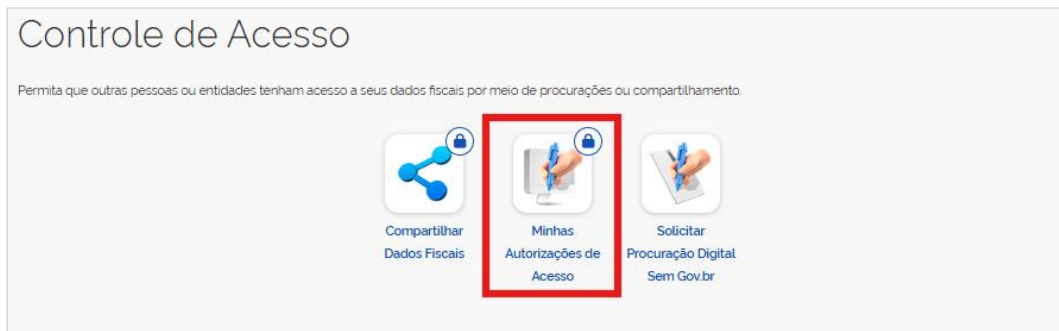 Controle de Acesso
Permita que outras pessoas ou entidades tenham acesso a seus dados fiscais por meio de procurações ou compartilhamento.
Compartilhar
Dados Fiscais
Minhas
Autorizações de
Acesso
Solicitar
Procuração Digital
Sem Gov.br